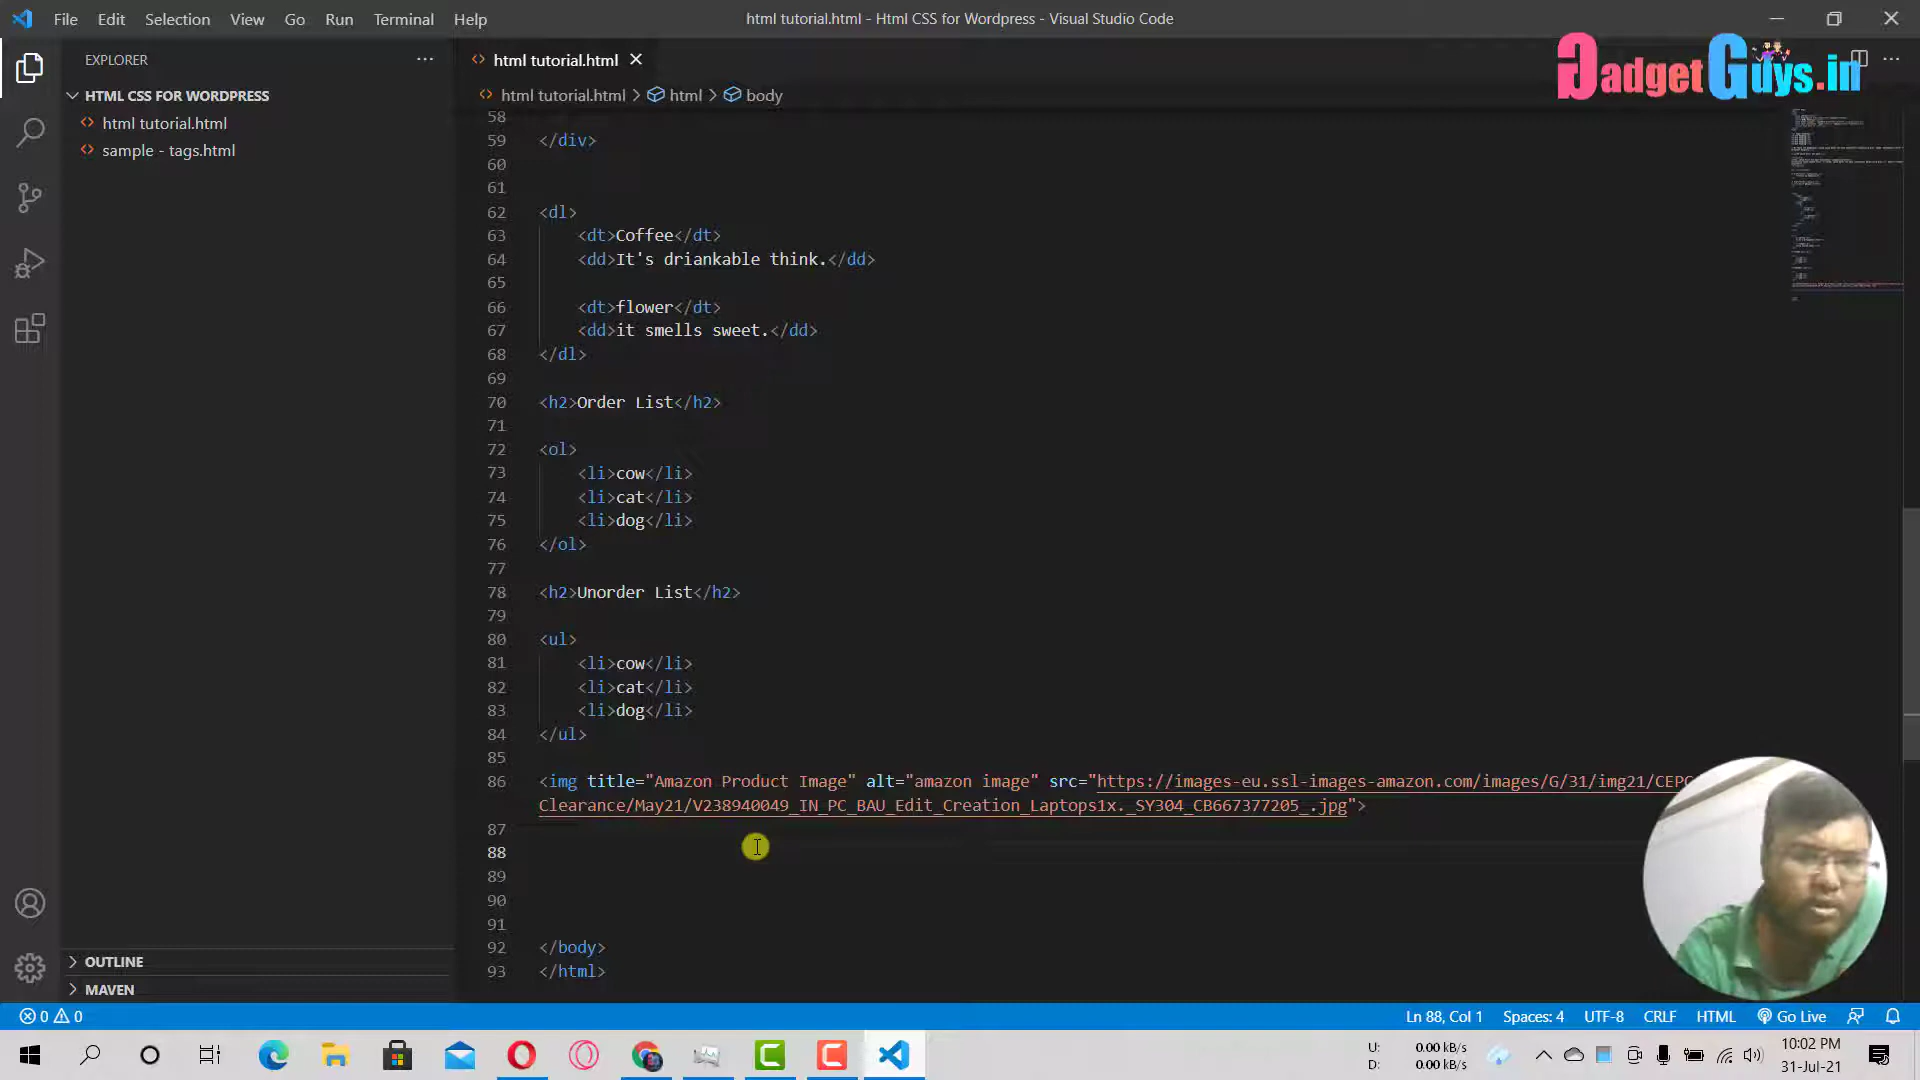 File Edit Selection View Go Run Terminal Help
html tutorial.html - Html CSS for Wordpress - Visual Studio Code
GadgetGuys.in
EXPLORER
HTML CSS FOR WORDPRESS
html tutorial.html
sample - tags.html
OUTLINE
MAVEN
html tutorial.html
html tutorial.html > html > body
58
59 </div>
60
61
62 <dl>
63 <dt>Coffee</dt>
64 <dd>It's driankable think.</dd>
65
66 <dt>flower</dt>
67 <dd>it smells sweet.</dd>
68 </dl>
69
70 <h2>Order List</h2>
71
72 <ol>
73 <li>cow</li>
74 <li>cat</li>
75 <li>dog</li>
76 </ol>
77
78 <h2>Unorder List</h2>
79
80 <ul>
81 <li>cow</li>
82 <li>cat</li>
83 <li>dog</li>
84 </ul>
85
86 <img title="Amazon Product Image" alt="amazon image" src="https://images-eu.ssl-images-amazon.com/images/G/31/img21/CEPC
Clearance/May21/V238940049_IN_PC_BAU_Edit_Creation_Laptops1x._SY304_CB667377205_.jpg">
87
88
89
90
91
92 </body>
93 </html>
0 0
Ln 88, Col 1 Spaces: 4 UTF-8 CRLF HTML Go Live
U: 0.00 kB/s
D: 0.00 kB/s
10:02 PM
31-Jul-21